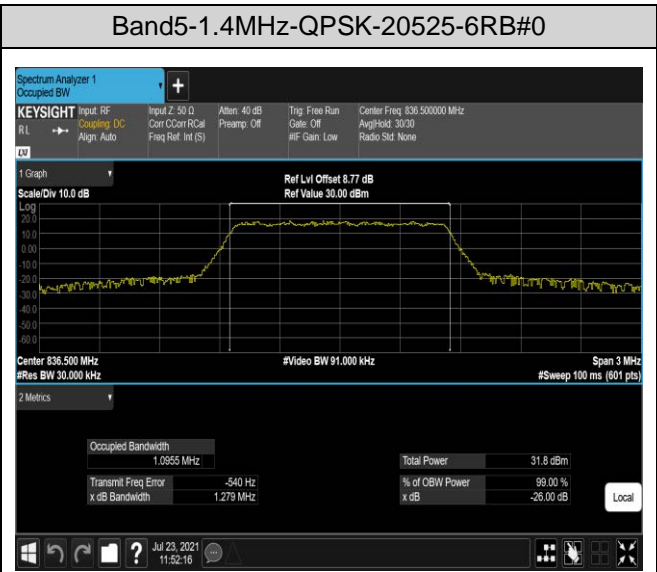 Band5-1.4MHz-QPSK-20525-6RB#0
Spectrum Analyzer 1
Occupied BW
+
KEYSIGHT
RL
LXI
Input: RF
Coupling: DC
Align: Auto
Input Z: 50 Ω
Corr CCorr RCal
Freq Ref: Int (S)
Atten: 40 dB
Preamp: Off
Trig: Free Run
Gate: Off
#IF Gain: Low
Center Freq: 836.500000 MHz
Avg|Hold: 30/30
Radio Std: None
1 Graph
Scale/Div 10.0 dB
Ref Lvl Offset 8.77 dB
Ref Value 30.00 dBm
Log
20.0
10.0
0.00
-10.0
-20.0
-30.0
-40.0
-50.0
-60.0
Center 836.500 MHz
#Res BW 30.000 kHz
#Video BW 91.000 kHz
Span 3 MHz
#Sweep 100 ms (601 pts)
2 Metrics
Occupied Bandwidth
1.0955 MHz
Total Power 31.8 dBm
Transmit Freq Error -540 Hz
% of OBW Power 99.00 %
x dB Bandwidth 1.279 MHz
x dB -26.00 dB
Local
?
Jul 23, 2021
11:52:16